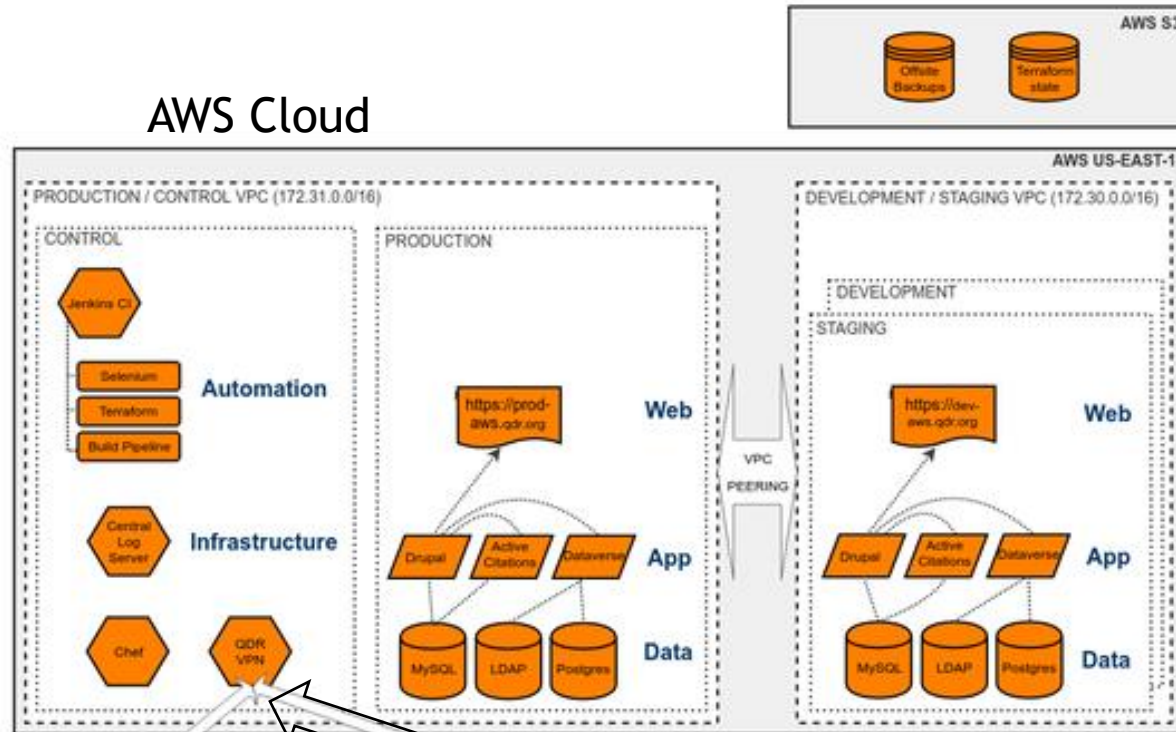 AWS S3
Offsite
Backups
Terraform
state
AWS Cloud
AWS US-EAST-1
PRODUCTION / CONTROL VPC (172.31.0.0/16)
CONTROL
Jenkins CI
Selenium
Terraform
Build Pipeline
Automation
Central
Log
Server
Infrastructure
Chef
QDR
VPN
PRODUCTION
https://prod-
aws.qdr.org
Web
Drupal
Active
Citations
Dataverse
App
MySQL
LDAP
Postgres
Data
VPC
PEERING
DEVELOPMENT / STAGING VPC (172.30.0.0/16)
DEVELOPMENT
STAGING
https://dev-
aws.qdr.org
Web
Drupal
Active
Citations
Dataverse
App
MySQL
LDAP
Postgres
Data